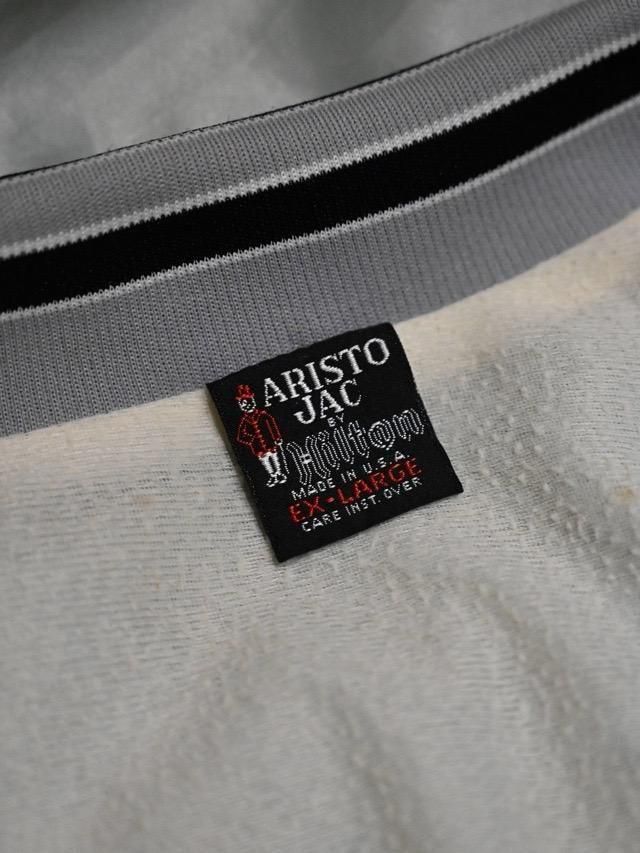 ARISTO
JAC
BY
Hilton
MADE IN U.S.A.
EX-LARGE
CARE INST. OVER